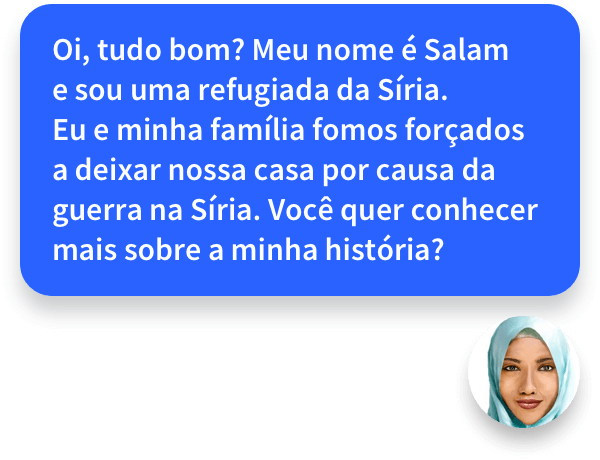 Oi, tudo bom? Meu nome é Salam
e sou uma refugiada da Síria.
Eu e minha família fomos forçados
a deixar nossa casa por causa da
guerra na Síria. Você quer conhecer
mais sobre a minha história?